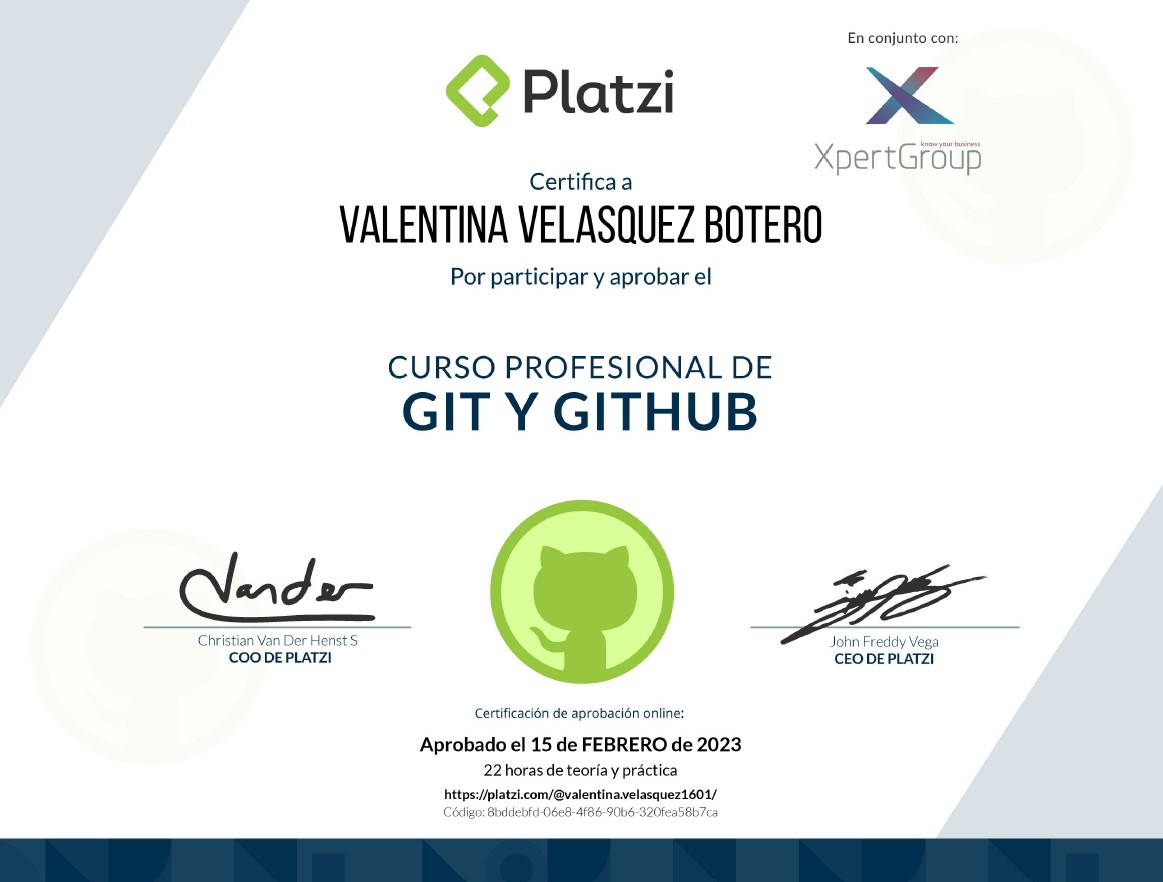 En conjunto con:
Platzi
know your business
XpertGroup
Certifica a
VALENTINA VELASQUEZ BOTERO
Por participar y aprobar el
CURSO PROFESIONAL DE
GIT Y GITHUB
Vander
Christian Van Der Henst S
COO DE PLATZI
John Freddy Vega
CEO DE PLATZI
Certificación de aprobación online:
Aprobado el 15 de FEBRERO de 2023
22 horas de teoría y práctica
https://platzi.com/@valentina.velasquez1601/
Código: 8bddebfd-06e8-4f86-90b6-320fea58b7ca